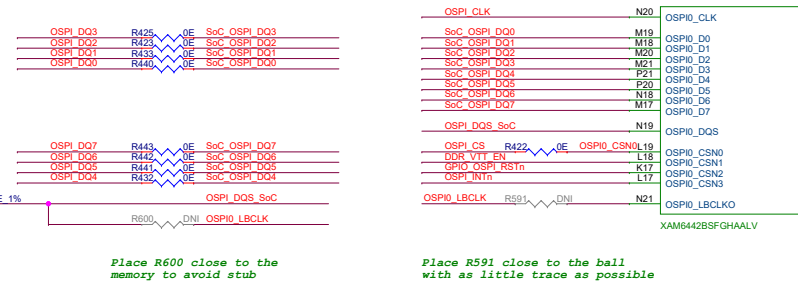 OSPI_DQ3 R425 0E SoC_OSPI_DQ3
OSPI_DQ2 R423 0E SoC_OSPI_DQ2
OSPI_DQ1 R433 0E SoC_OSPI_DQ1
OSPI_DQ0 R440 0E SoC_OSPI_DQ0
OSPI_DQ7 R443 0E SoC_OSPI_DQ7
OSPI_DQ6 R442 0E SoC_OSPI_DQ6
OSPI_DQ5 R441 0E SoC_OSPI_DQ5
OSPI_DQ4 R432 0E SoC_OSPI_DQ4
E_1% OSPI_DQS_SoC
R600 DNI OSPI0_LBCLK
Place R600 close to the
memory to avoid stub
OSPI_CLK N20 OSPI0_CLK
SoC_OSPI_DQ0 M19 OSPI0_D0
SoC_OSPI_DQ1 M18 OSPI0_D1
SoC_OSPI_DQ2 M20 OSPI0_D2
SoC_OSPI_DQ3 M21 OSPI0_D3
SoC_OSPI_DQ4 P21 OSPI0_D4
SoC_OSPI_DQ5 P20 OSPI0_D5
SoC_OSPI_DQ6 N18 OSPI0_D6
SoC_OSPI_DQ7 M17 OSPI0_D7
OSPI_DQS_SoC N19 OSPI0_DQS
OSPI_CS R422 0E OSPI0_CSN0 L19 OSPI0_CSN0
DDR_VTT_EN L18 OSPI0_CSN1
GPIO_OSPI_RSTn K17 OSPI0_CSN2
OSPI_INTn L17 OSPI0_CSN3
OSPI0_LBCLK R591 DNI N21 OSPI0_LBCLKO
XAM6442BSFGHAALV
Place R591 close to the ball
with as little trace as possible